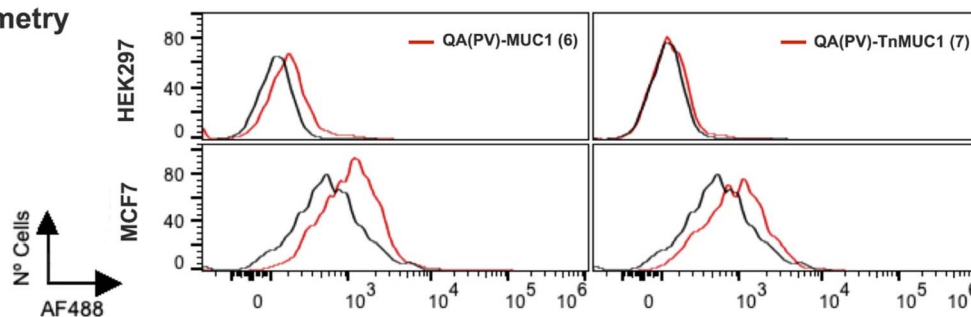 metry
HEK297
80
40
0
QA(PV)-MUC1 (6)
QA(PV)-TnMUC1 (7)
MCF7
80
40
0
Nº Cells
AF488
0 10³ 10⁴ 10⁵ 10⁶
0 10³ 10⁴ 10⁵ 10⁶